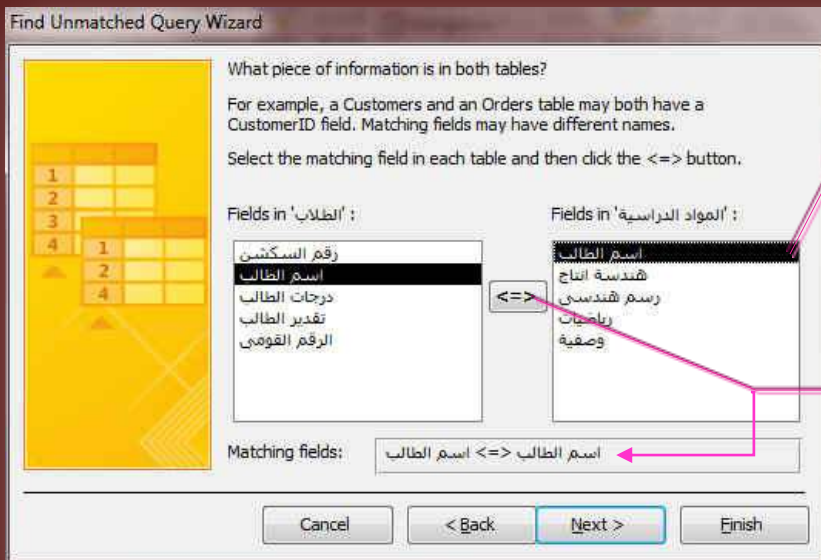 Find Unmatched Query Wizard
What piece of information is in both tables?
For example, a Customers and an Orders table may both have a
CustomerID field. Matching fields may have different names.
Select the matching field in each table and then click the <=> button.
Fields in 'الطلاب' :
Fields in 'المواد الدراسية' :
رقم السكشن
اسم الطالب
درجات الطالب
تقدير الطالب
الرقم القومى
<=>
اسم الطالب
هندسة انتاج
رسم هندسى
رياضيات
وصفية
Matching fields:
اسم الطالب <=> اسم الطالب
1
2
3
4
1
2
4
Cancel
< Back
Next >
Finish